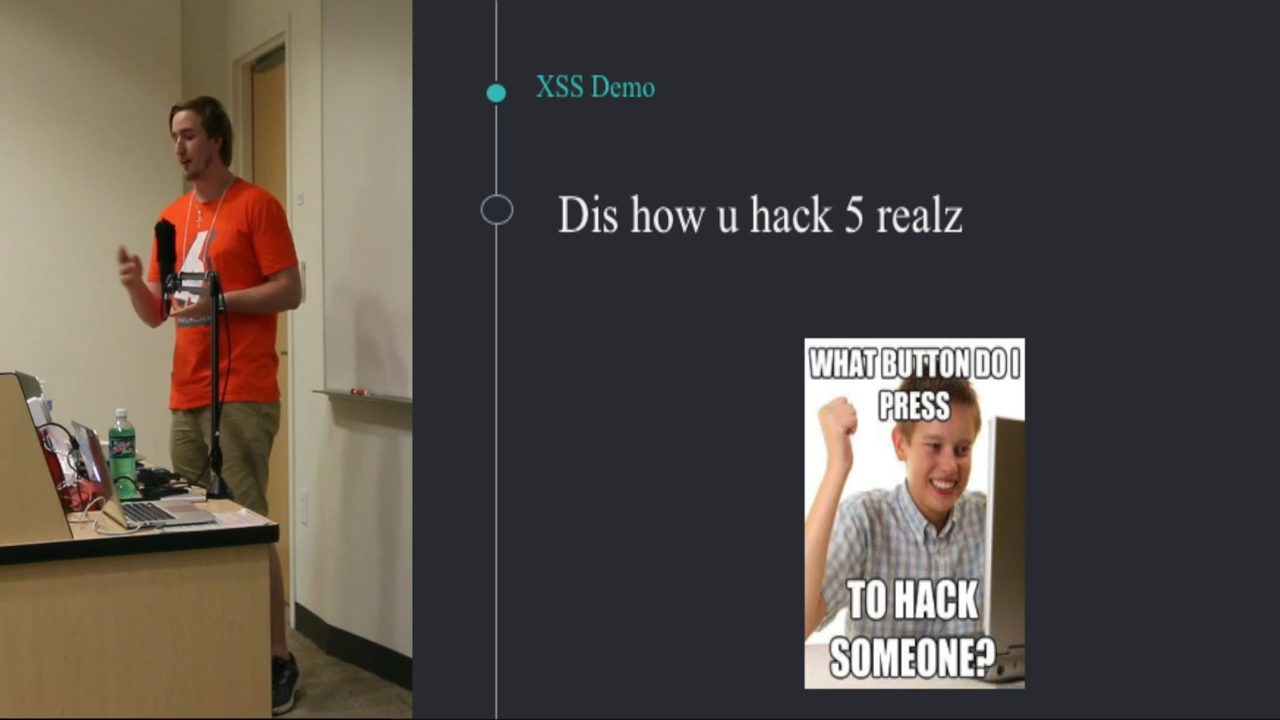 XSS Demo
Dis how u hack 5 realz
WHAT BUTTON DO I
PRESS
TO HACK
SOMEONE?